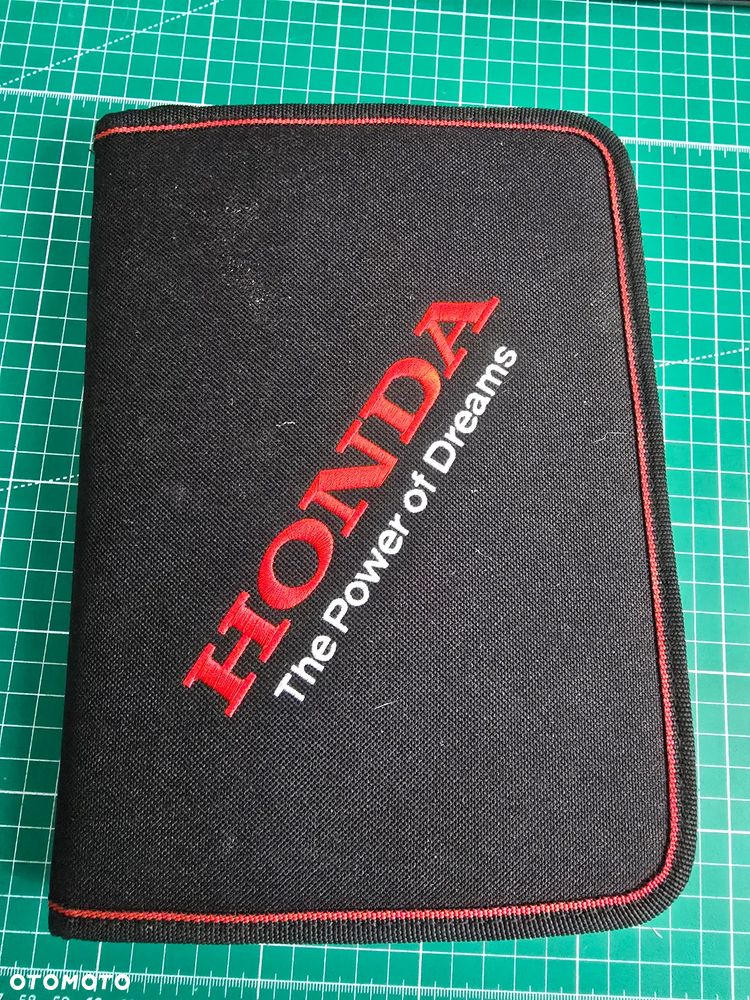 HONDA
The Power of Dreams
OTOMOTO